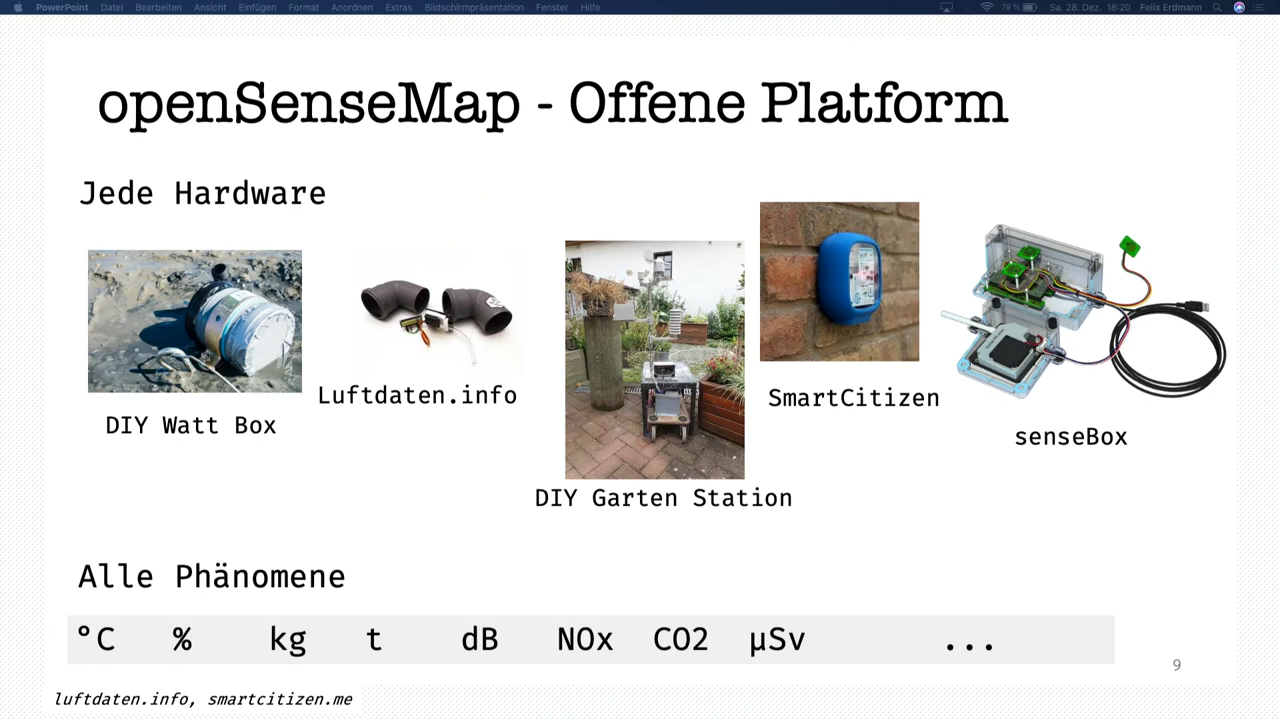 PowerPoint Datei Bearbeiten Ansicht Einfügen Format Anordnen Extras Bildschirmpräsentation Fenster Hilfe 79 % Sa. 28. Dez. 18:20 Felix Erdmann
openSenseMap - Offene Platform
Jede Hardware
DIY Watt Box
Luftdaten.info
DIY Garten Station
SmartCitizen
senseBox
Alle Phänomene
°C % kg t dB NOx CO2 µSv ...
9
luftdaten.info, smartcitizen.me